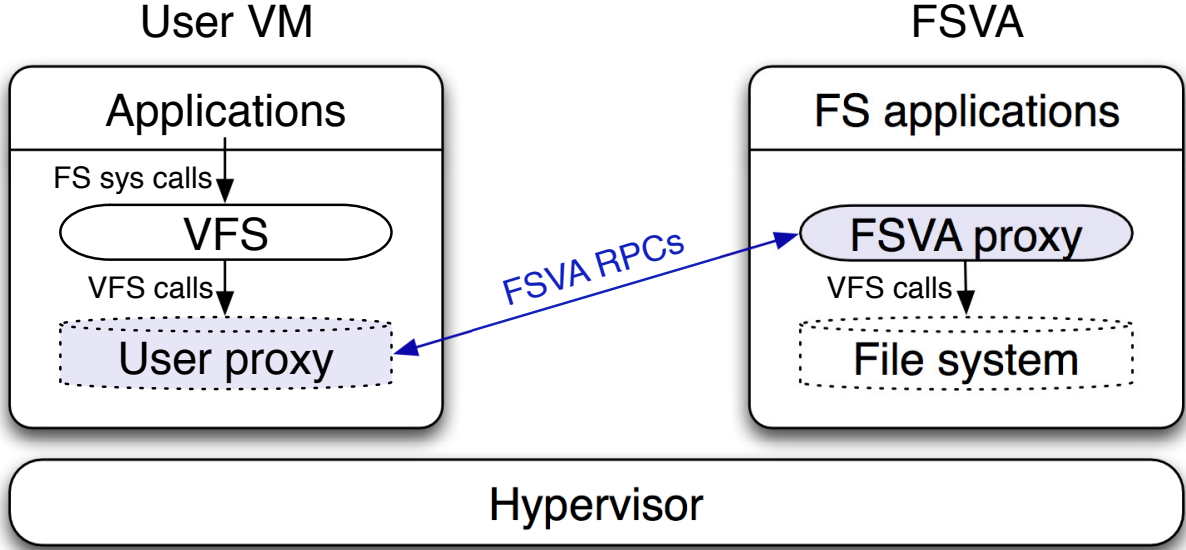 User VM
Applications
FS sys calls
VFS
VFS calls
User proxy
FSVA RPCs
FSVA
FS applications
FSVA proxy
VFS calls
File system
Hypervisor